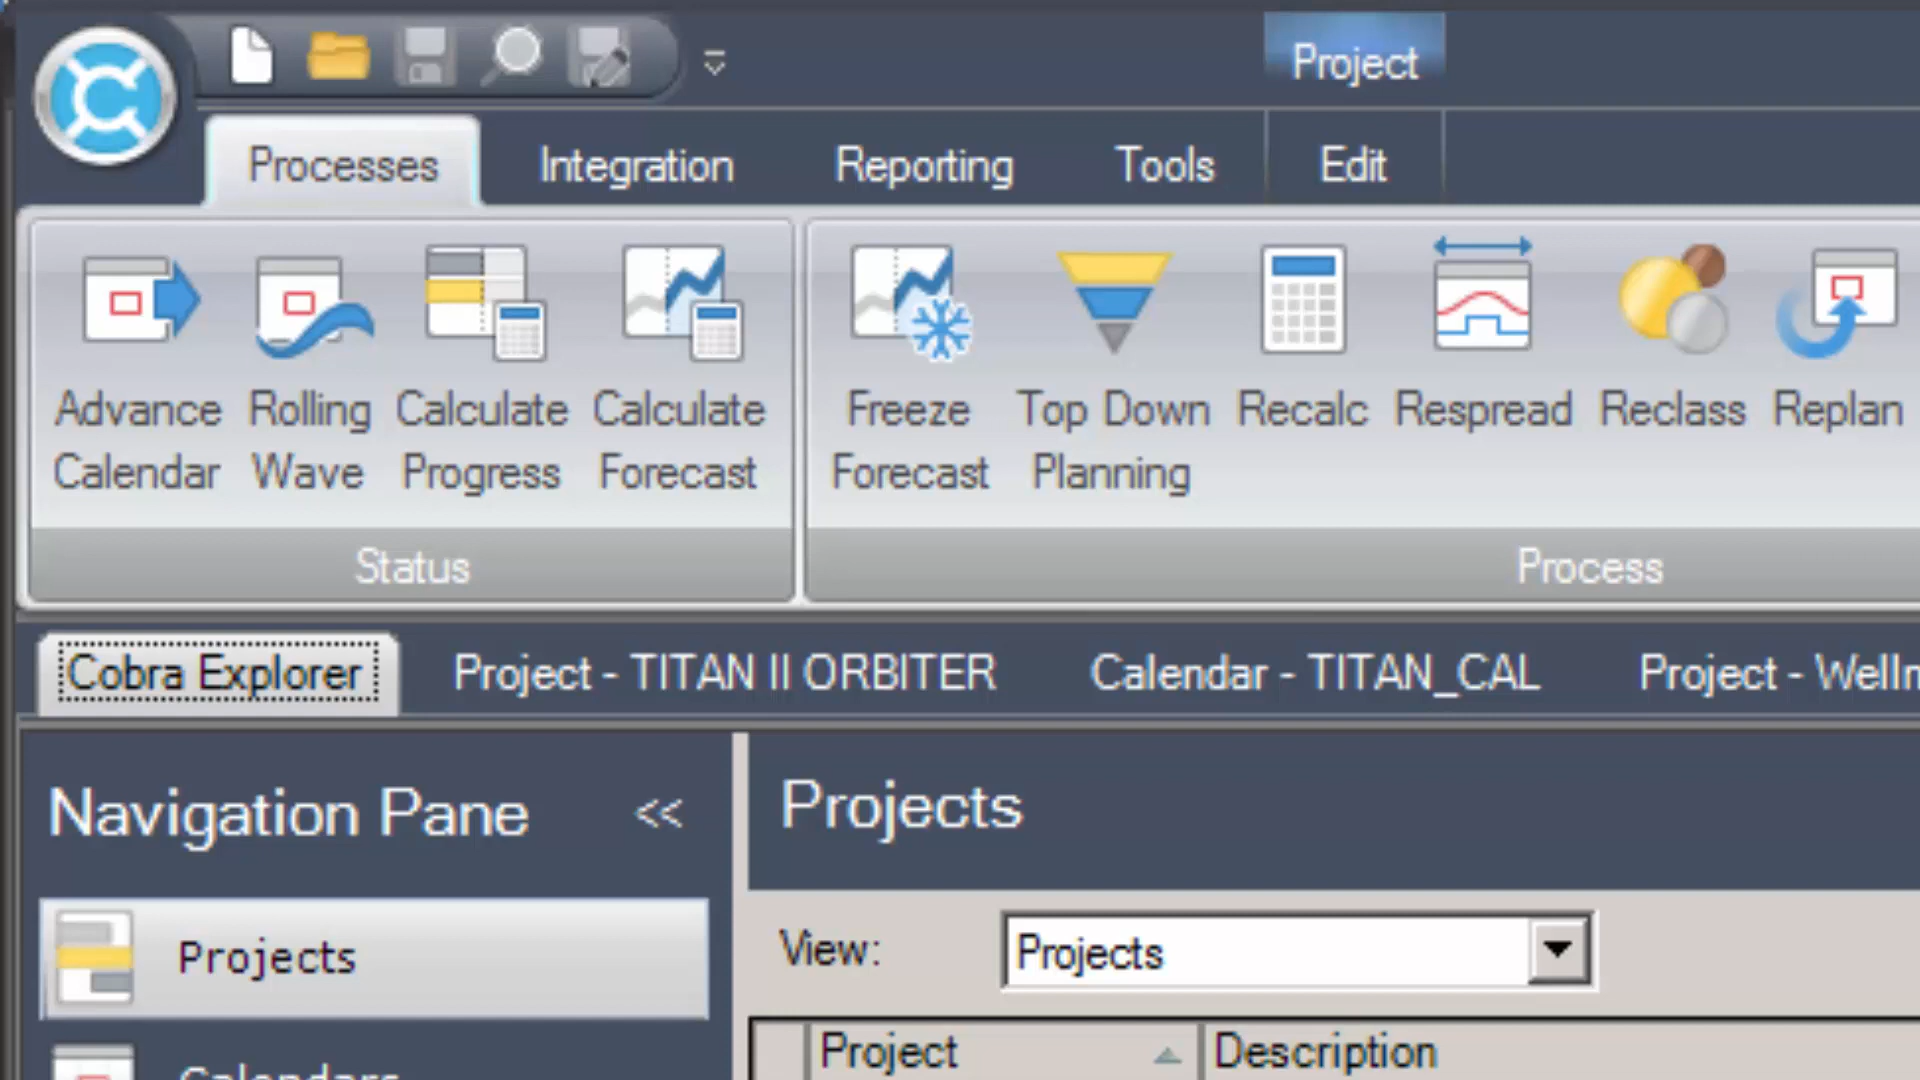 Project
Processes Integration Reporting Tools Edit
Advance Calendar
Rolling Wave
Calculate Progress
Calculate Forecast
Freeze Forecast
Top Down Planning
Recalc
Respread
Reclass
Replan
Status
Process
Cobra Explorer Project - TITAN II ORBITER Calendar - TITAN_CAL Project -
Navigation Pane <<
Projects
Projects
View: Projects
Project Description
Calendars